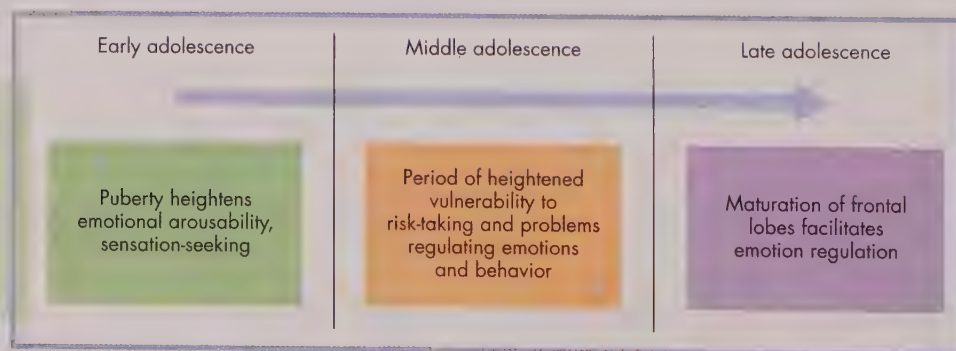 Early adolescence
Middle adolescence
Late adolescence
Puberty heightens
emotional arousability,
sensation-seeking
Period of heightened
vulnerability to
risk-taking and problems
regulating emotions
and behavior
Maturation of frontal
lobes facilitates
emotion regulation